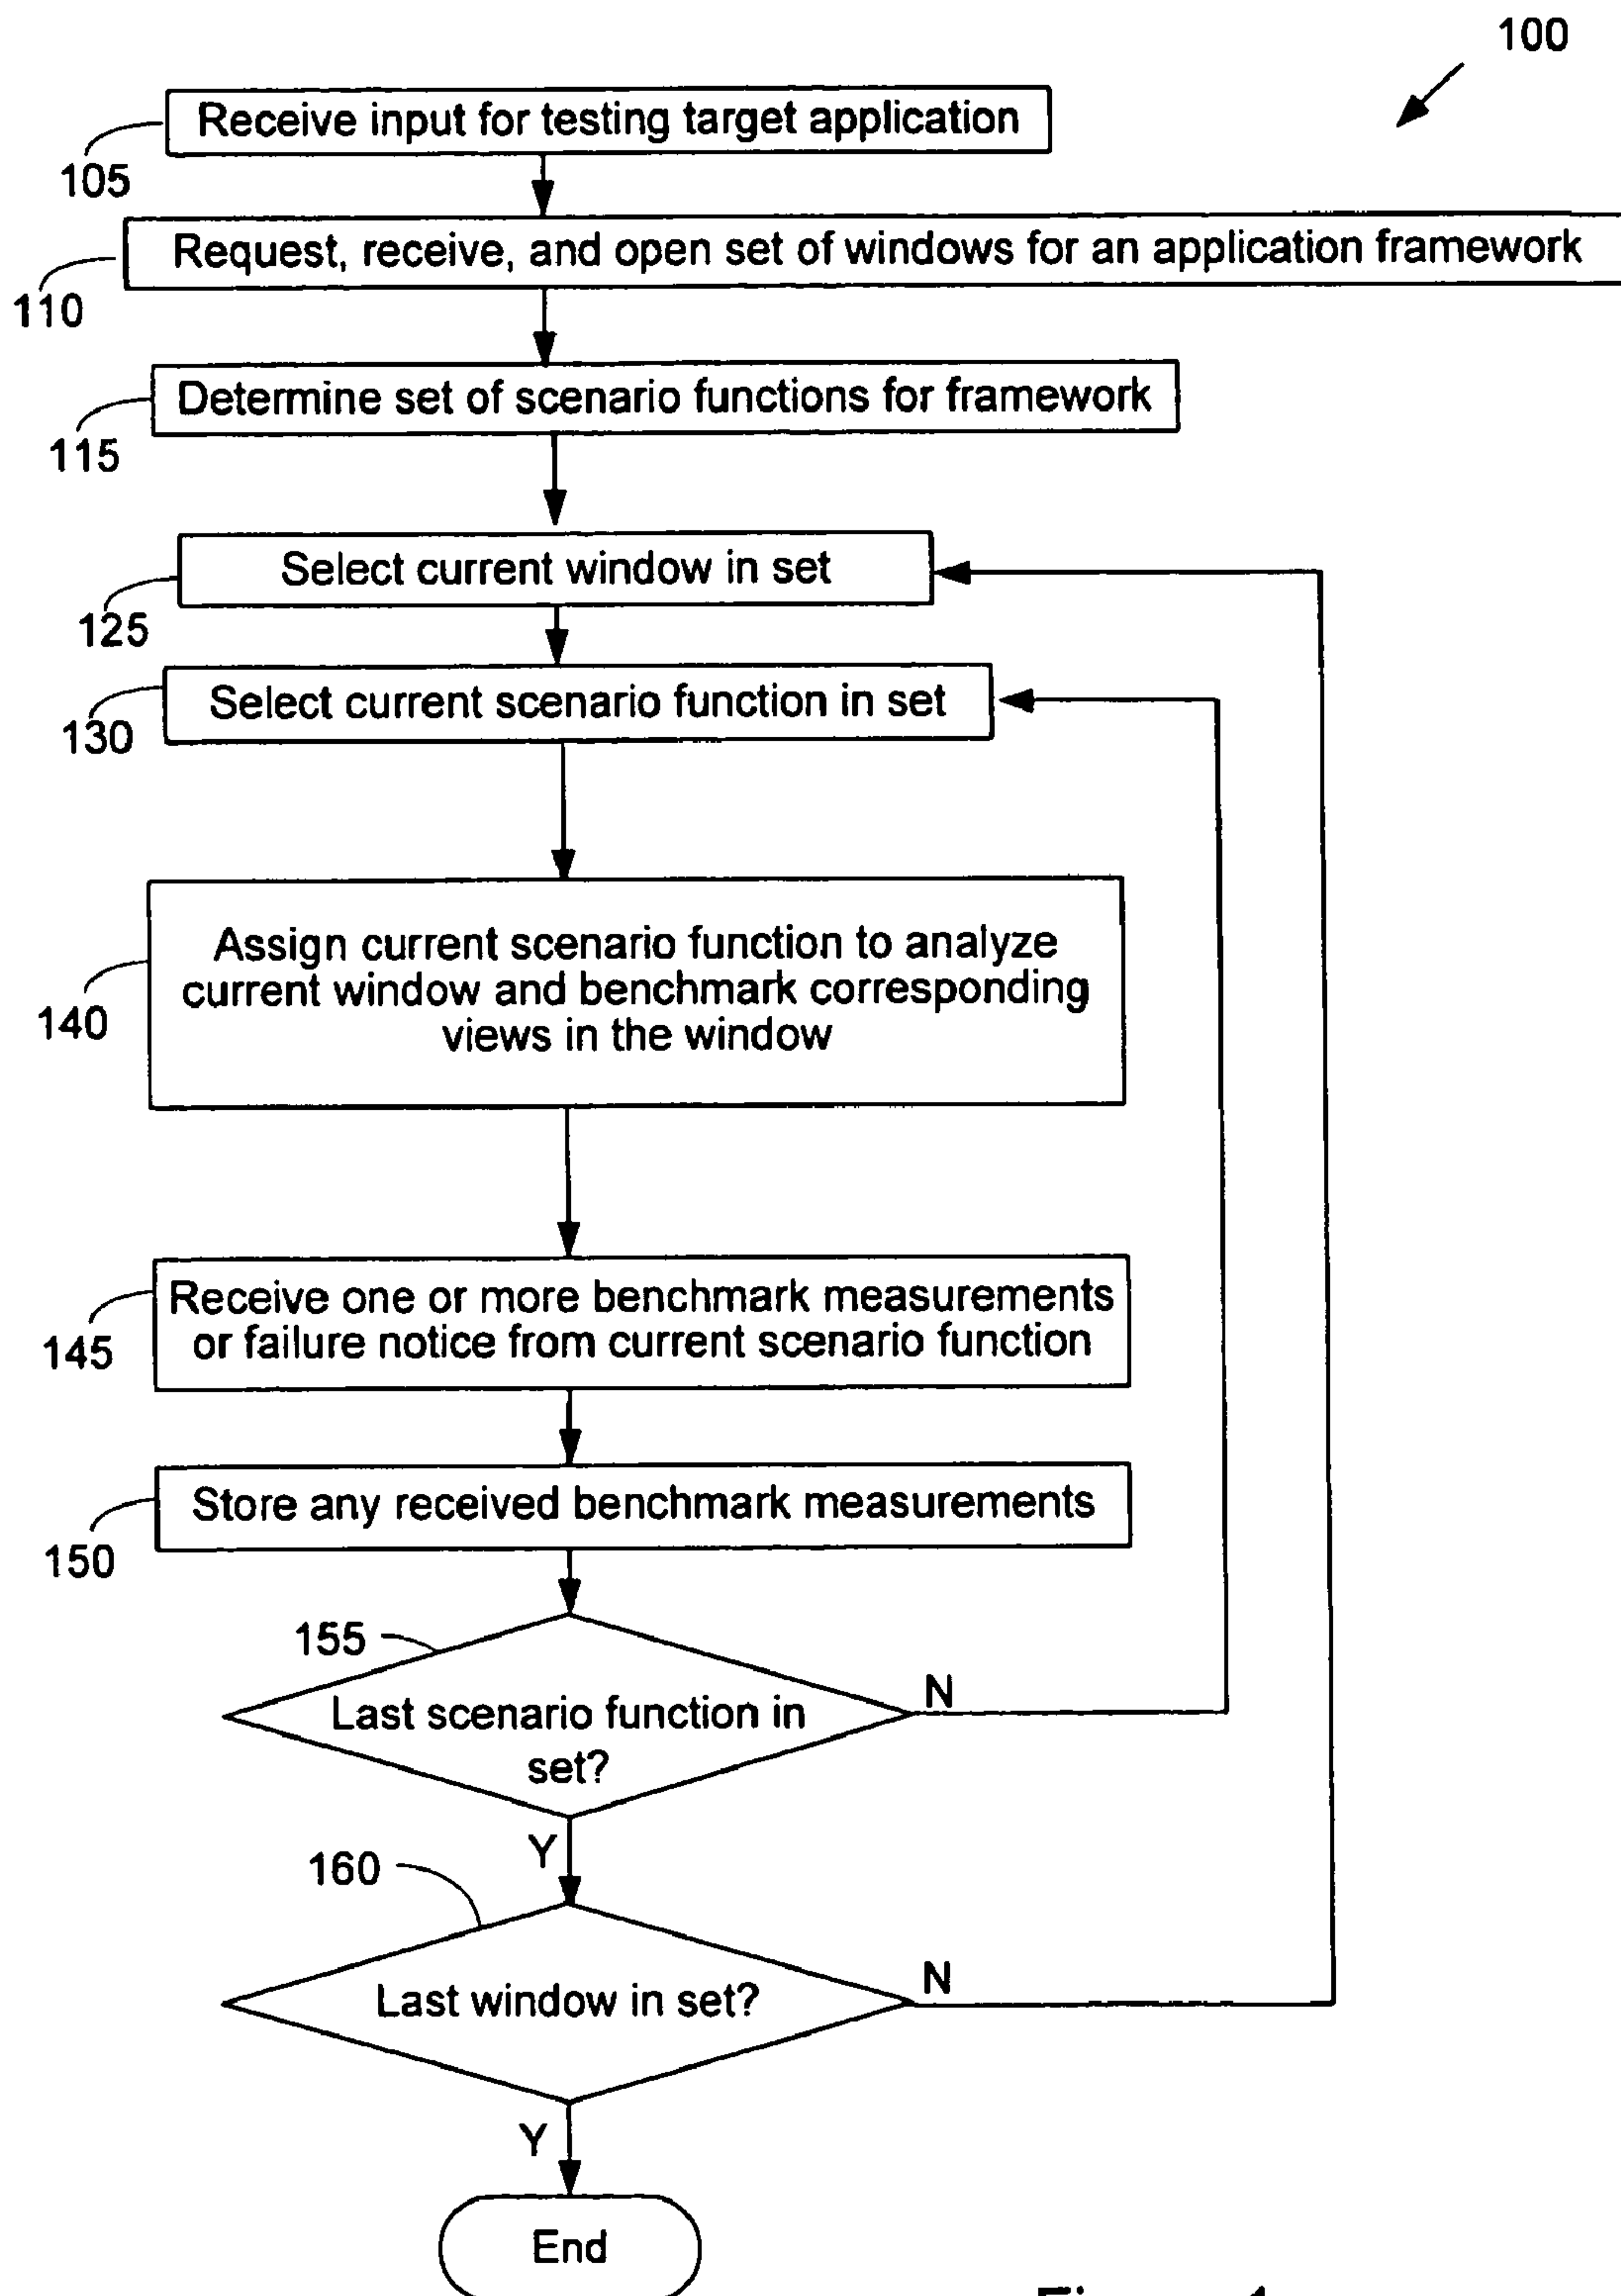 100
Receive input for testing target application
105
Request, receive, and open set of windows for an application framework
110
Determine set of scenario functions for framework
115
Select current window in set
125
Select current scenario function in set
130
Assign current scenario function to analyze
current window and benchmark corresponding
views in the window
140
Receive one or more benchmark measurements
or failure notice from current scenario function
145
Store any received benchmark measurements
150
155
Last scenario function in
set?
N
Y
160
Last window in set?
N
Y
End